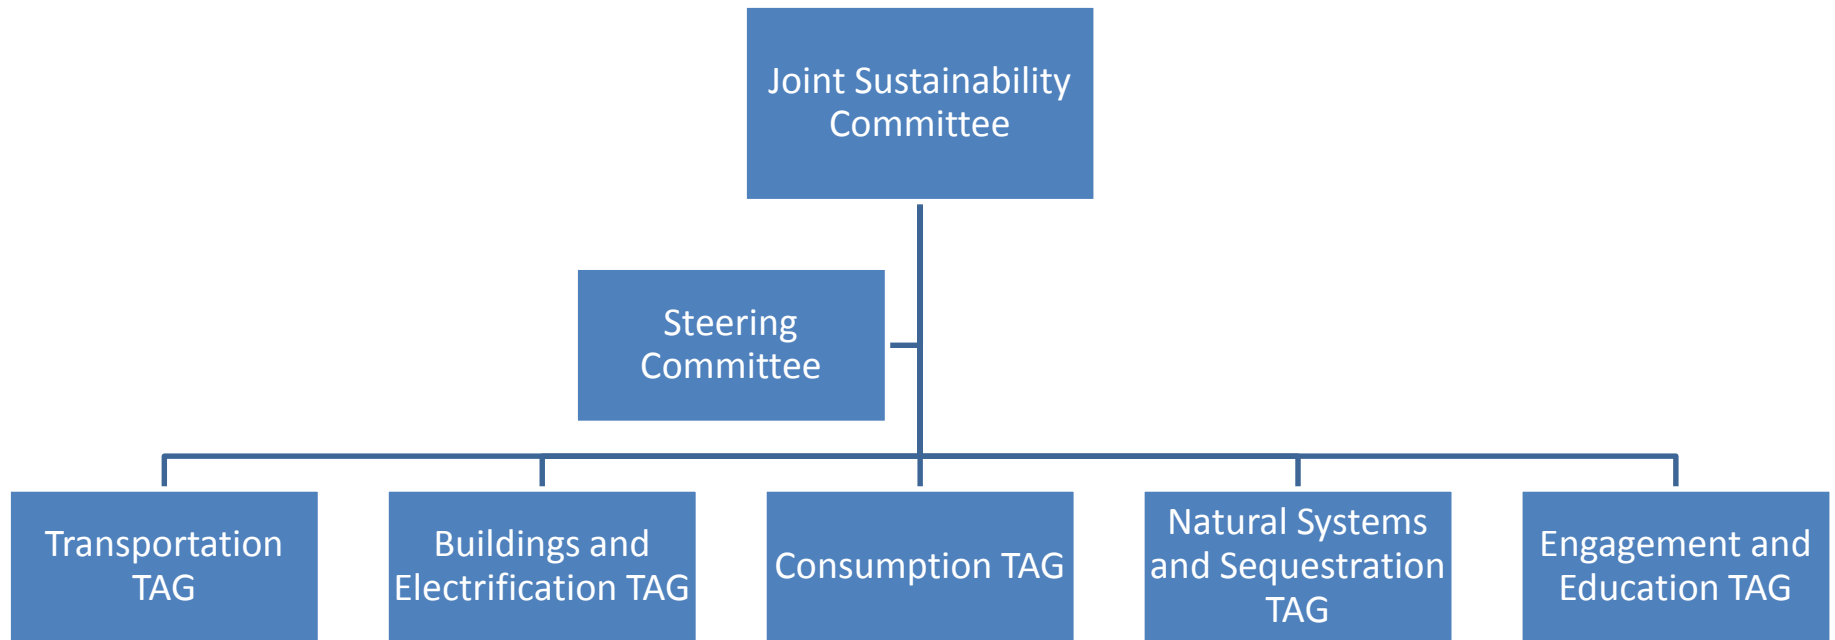 Joint Sustainability
Committee
Steering
Committee
Transportation
TAG
Buildings and
Electrification TAG
Consumption TAG
Natural Systems
and Sequestration
TAG
Engagement and
Education TAG